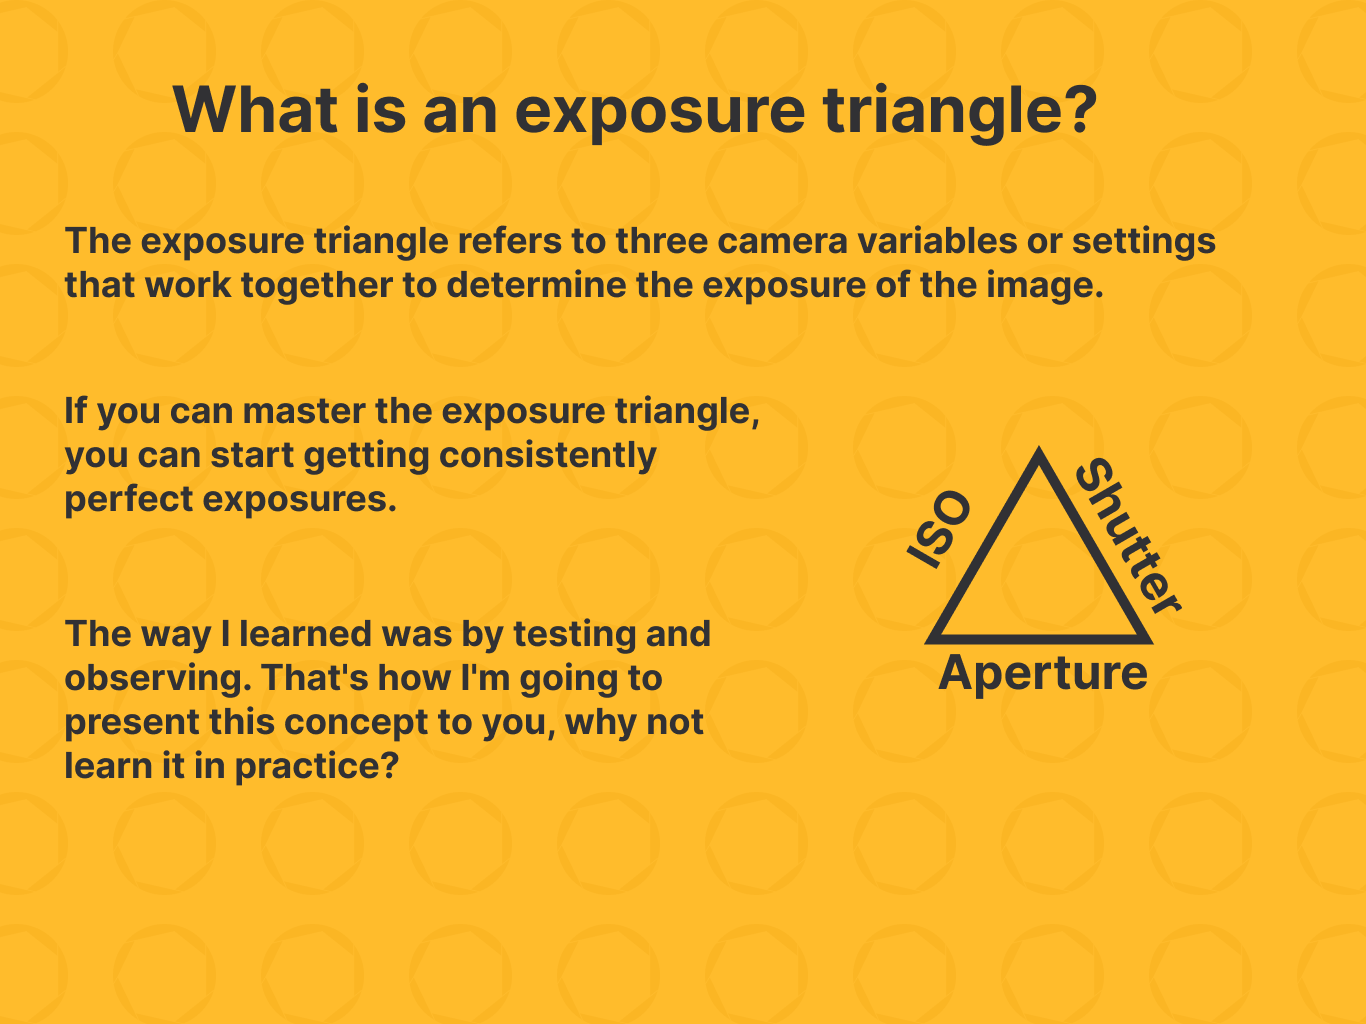 What is an exposure triangle?
The exposure triangle refers to three camera variables or settings
that work together to determine the exposure of the image.
If you can master the exposure triangle,
you can start getting consistently
perfect exposures.
The way I learned was by testing and
observing. That's how I'm going to
present this concept to you, why not
learn it in practice?
ISO
Shutter
Aperture